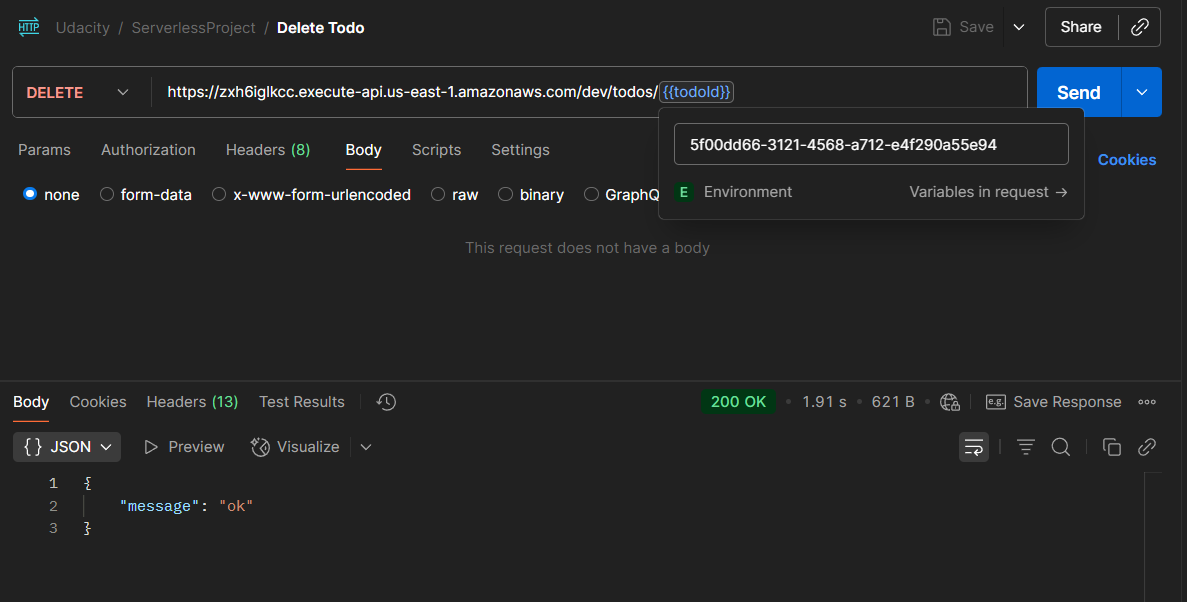 HTTP Udacity / ServerlessProject / Delete Todo Save Share
DELETE https://zxh6iglkcc.execute-api.us-east-1.amazonaws.com/dev/todos/{{todoId}} Send
5f00dd66-3121-4568-a712-e4f290a55e94
Params Authorization Headers (8) Body Scripts Settings Cookies
none form-data x-www-form-urlencoded raw binary GraphQ
E Environment Variables in request →
This request does not have a body
Body Cookies Headers (13) Test Results 200 OK • 1.91 s • 621 B • e.g. Save Response
{} JSON Preview Visualize
1 {
2 "message": "ok"
3 }